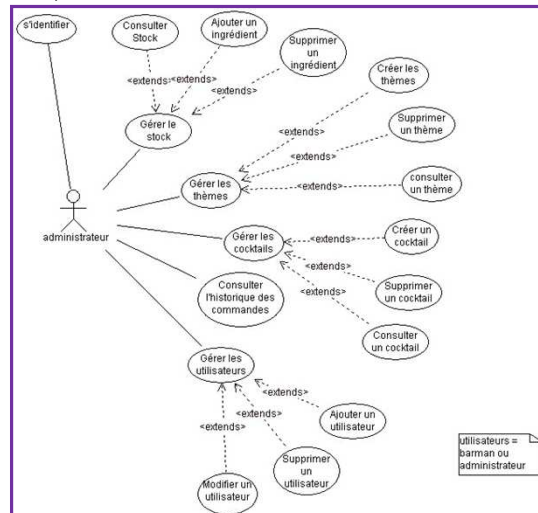 s'identifier
Consulter
Stock
Ajouter un
ingrédient
Supprimer
un
ingrédient
<extends>
<extends>
<extends>
Gérer le
stock
Créer les
thèmes
Supprimer
un thème
consulter
un thème
<extends>
<extends>
<extends>
Gérer les
thèmes
administrateur
Gérer les
cocktails
Créer un
cocktail
<extends>
<extends>
<extends>
Supprimer
un cocktail
Consulter
un cocktail
Consulter
l'historique des
commandes
Gérer les
utilisateurs
<extends>
<extends>
<extends>
Ajouter un
utilisateur
Supprimer
un
utilisateur
Modifier un
utilisateur
utilisateurs =
barman ou
administrateur